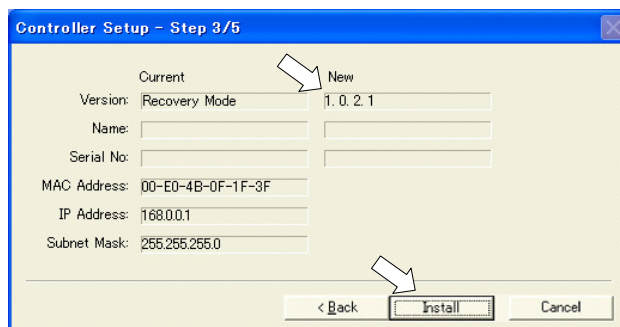 Controller Setup - Step 3/5
Current New
Version: Recovery Mode 1. 0. 2. 1
Name:
Serial No:
MAC Address: 00-E0-4B-0F-1F-3F
IP Address: 168.0.0.1
Subnet Mask: 255.255.255.0
< Back Install Cancel